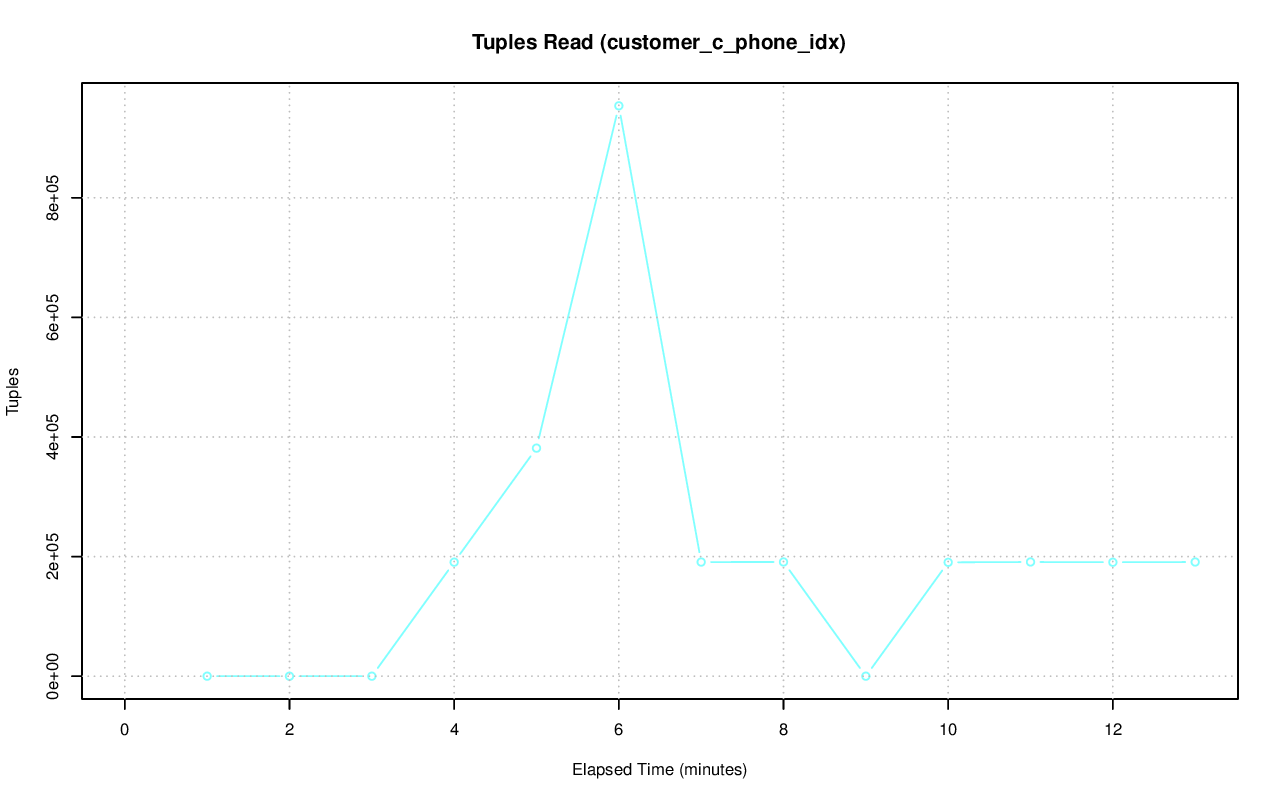 Tuples Read (customer_c_phone_idx)
Tuples
8e+05
6e+05
4e+05
2e+05
0e+00
0 2 4 6 8 10 12
Elapsed Time (minutes)